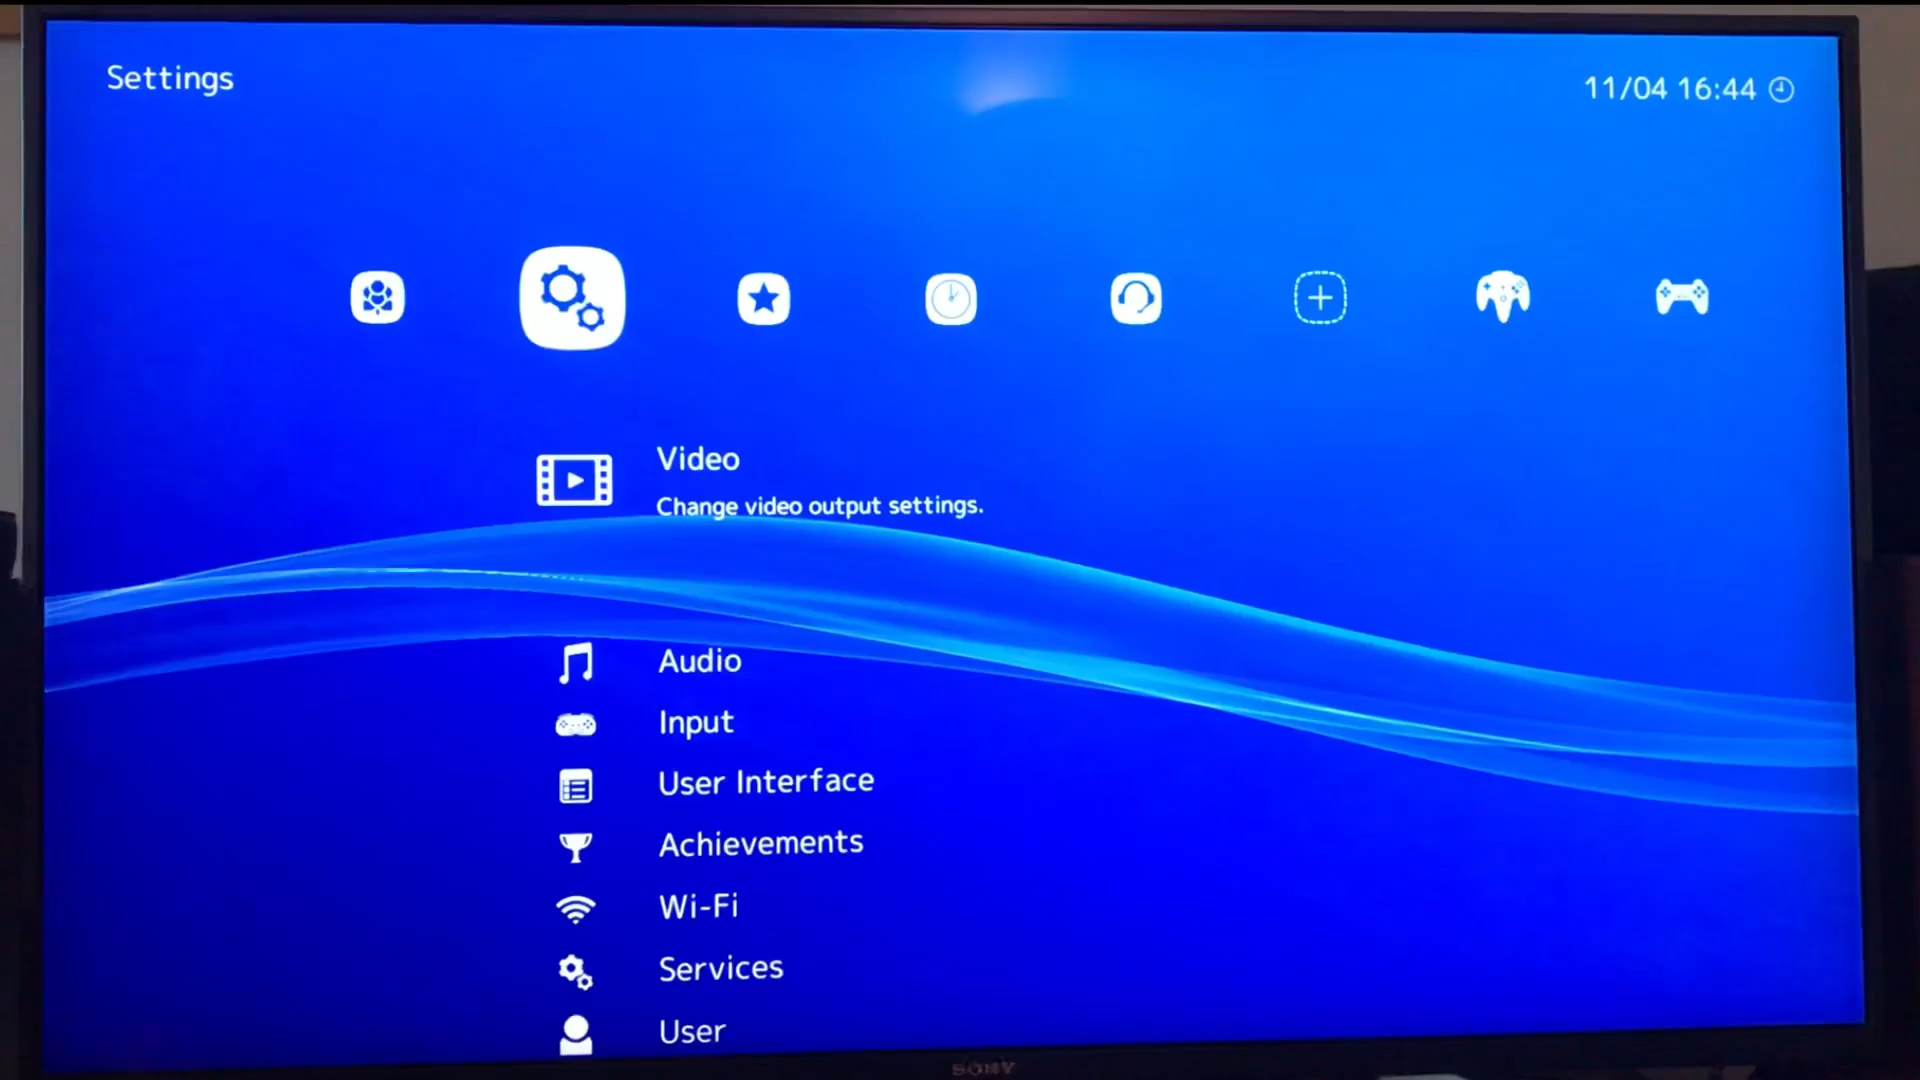 Settings
11/04 16:44
Video
Change video output settings.
Audio
Input
User Interface
Achievements
Wi-Fi
Services
User
SONY